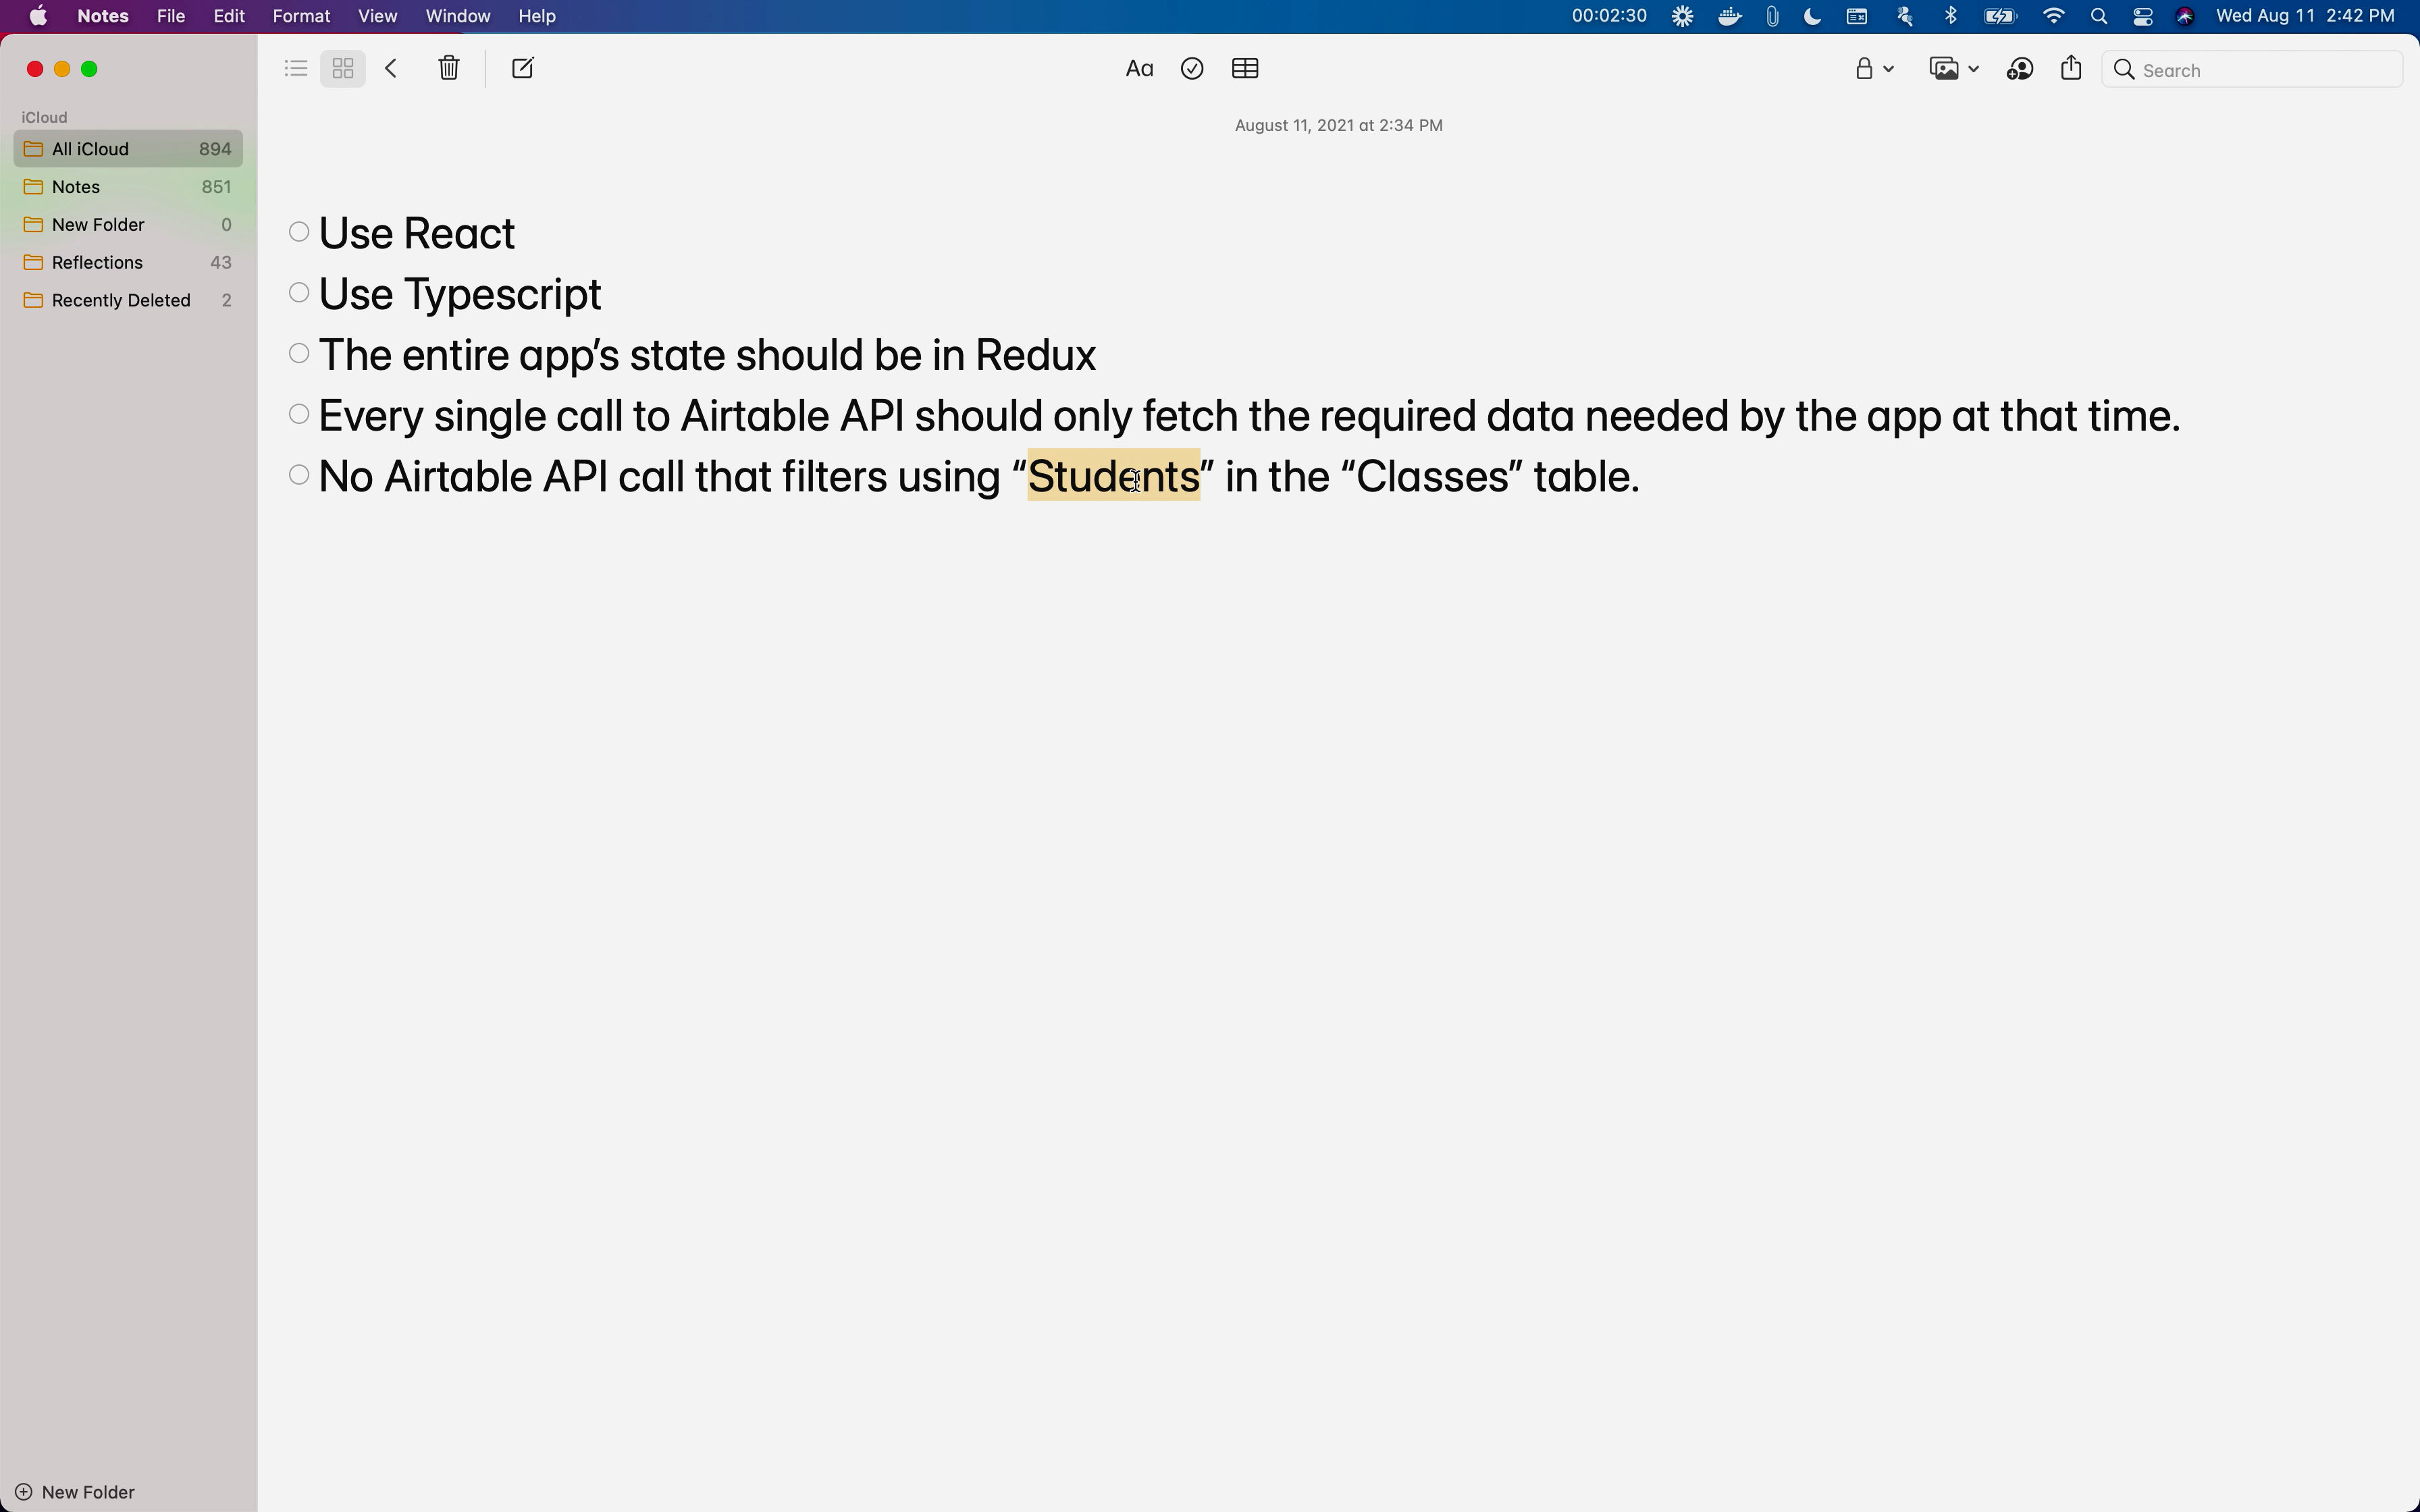 Notes File Edit Format View Window Help 00:02:30 Wed Aug 11 2:42 PM
Aa Search
iCloud
All iCloud 894
Notes 851
New Folder 0
Reflections 43
Recently Deleted 2
August 11, 2021 at 2:34 PM
Use React
Use Typescript
The entire app’s state should be in Redux
Every single call to Airtable API should only fetch the required data needed by the app at that time.
No Airtable API call that filters using “Students” in the “Classes” table.
New Folder